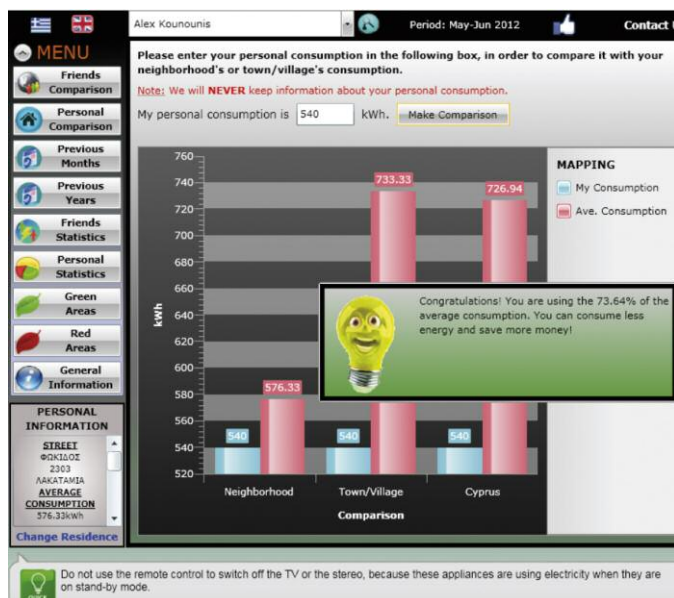 Alex Kounounis
Period: May-Jun 2012
Contact
MENU
Friends
Comparison
Personal
Comparison
Previous
Months
Previous
Years
Friends
Statistics
Personal
Statistics
Green
Areas
Red
Areas
General
Information
PERSONAL
INFORMATION
STREET
ΦΩΚΙΔΟΣ
2303
ΛΑΚΑΤΑΜΙΑ
AVERAGE
CONSUMPTION
576.33kWh
Change Residence
Please enter your personal consumption in the following box, in order to compare it with your
neighborhood's or town/village's consumption.
Note: We will NEVER keep information about your personal consumption.
My personal consumption is 540 kWh. Make Comparison
760
740
720
700
680
660
640
620
600
580
560
540
520
kWh
540
576.33
540
733.33
540
726.94
Neighborhood
Town/Village
Cyprus
Comparison
MAPPING
My Consumption
Ave. Consumption
Congratulations! You are using the 73.64% of the
average consumption. You can consume less
energy and save more money!
Do not use the remote control to switch off the TV or the stereo, because these appliances are using electricity when they are
on stand-by mode.